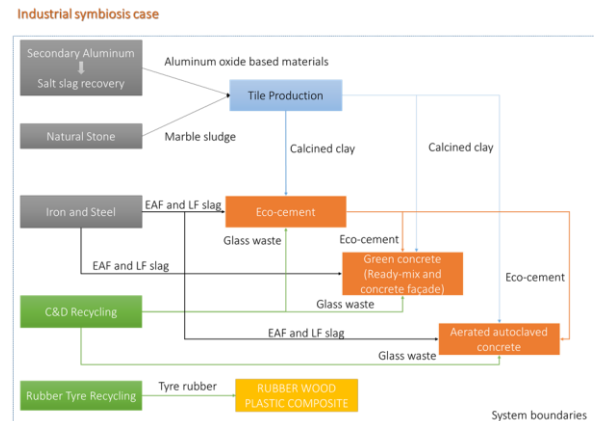 Industrial symbiosis case
Secondary Aluminum
Salt slag recovery
Aluminum oxide based materials
Tile Production
Natural Stone
Marble sludge
Calcined clay
Calcined clay
Iron and Steel
EAF and LF slag
Eco-cement
Glass waste
Eco-cement
Green concrete
(Ready-mix and
concrete façade)
EAF and LF slag
Eco-cement
C&D Recycling
Glass waste
EAF and LF slag
Aerated autoclaved
concrete
Glass waste
Rubber Tyre Recycling
Tyre rubber
RUBBER WOOD
PLASTIC COMPOSITE
System boundaries